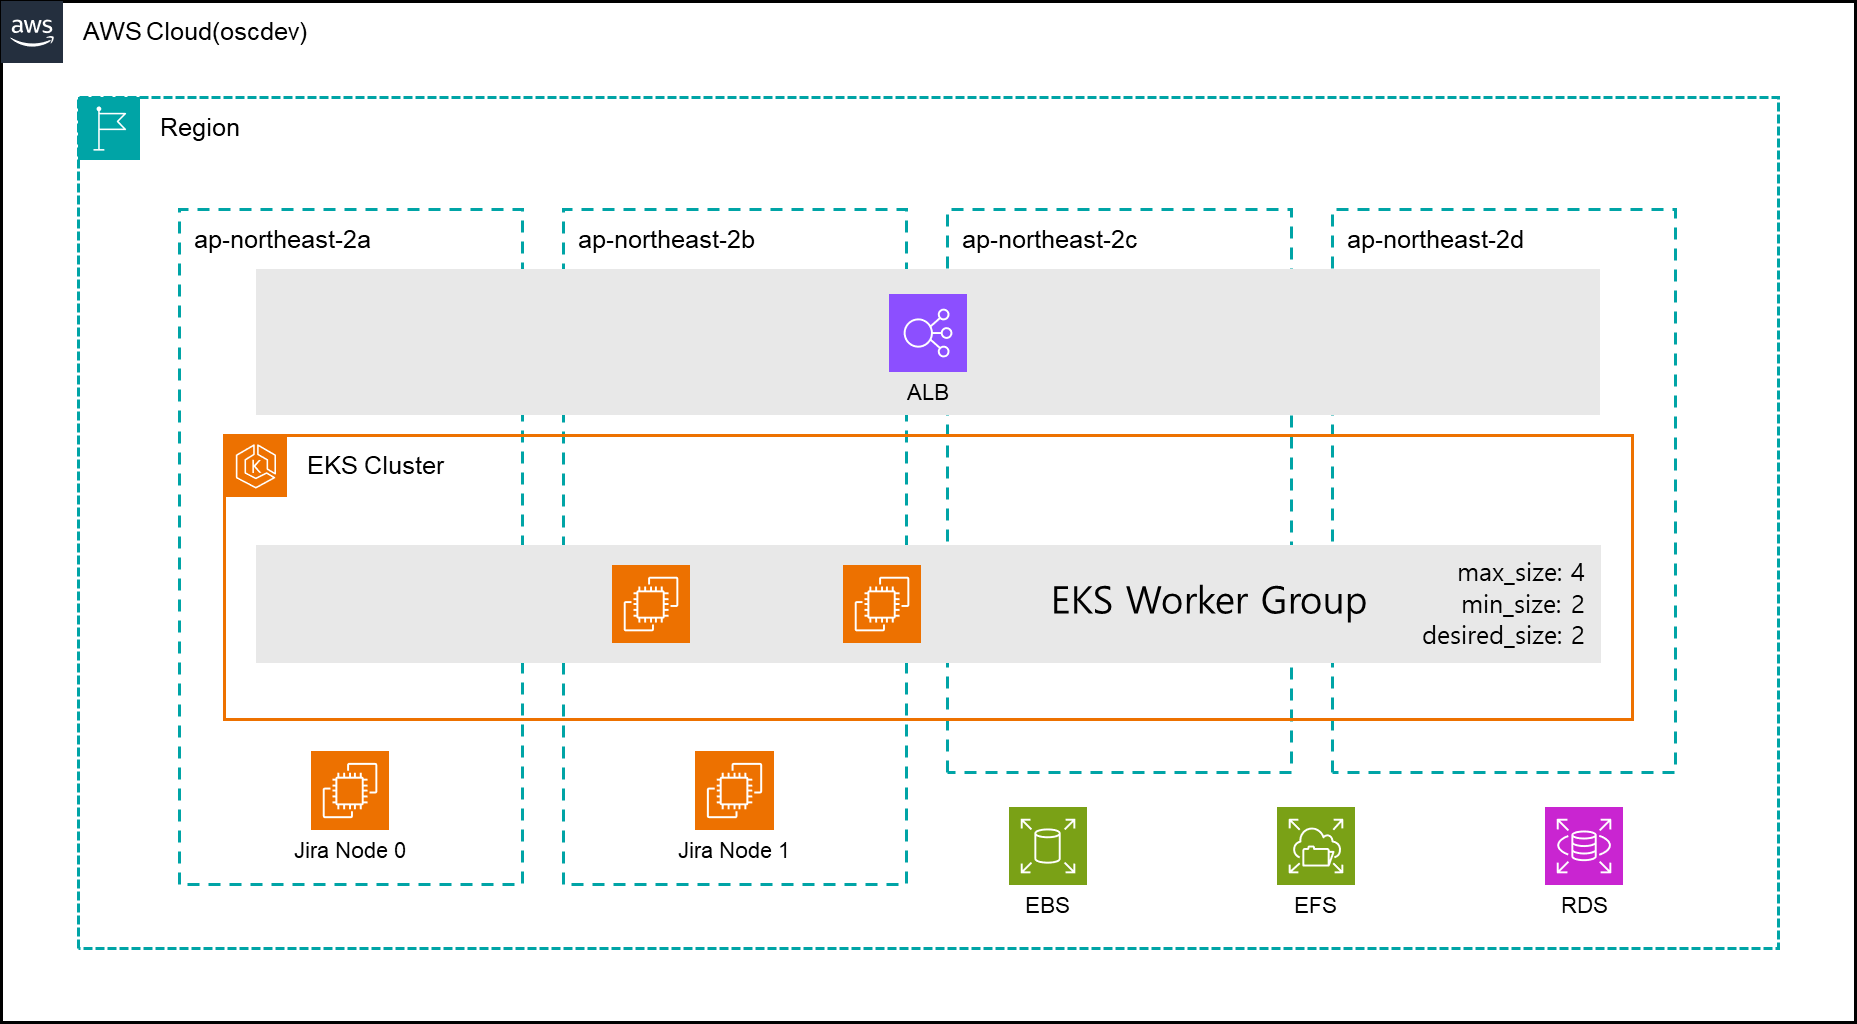 aws
AWS Cloud(oscdev)
Region
ap-northeast-2a
ap-northeast-2b
ap-northeast-2c
ap-northeast-2d
ALB
K
EKS Cluster
EKS Worker Group
max_size: 4
min_size: 2
desired_size: 2
Jira Node 0
Jira Node 1
EBS
EFS
RDS